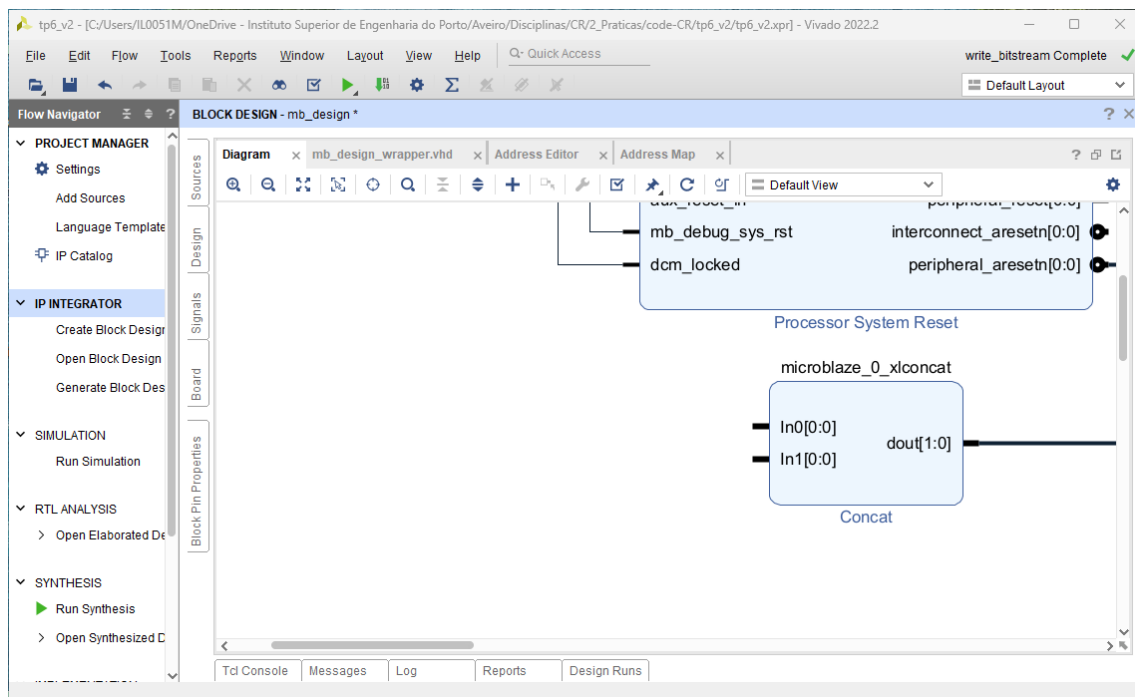 tp6_v2 - [C:/Users/IL0051M/OneDrive - Instituto Superior de Engenharia do Porto/Aveiro/Disciplinas/CR/2_Praticas/code-CR/tp6_v2/tp6_v2.xpr] - Vivado 2022.2
File Edit Flow Tools Reports Window Layout View Help Q- Quick Access write_bitstream Complete
Default Layout
Flow Navigator ? BLOCK DESIGN - mb_design * ?
PROJECT MANAGER
Settings
Add Sources
Language Template
IP Catalog
IP INTEGRATOR
Create Block Desigr
Open Block Design
Generate Block Des
SIMULATION
Run Simulation
RTL ANALYSIS
Open Elaborated De
SYNTHESIS
Run Synthesis
Open Synthesized D
Sources
Design
Signals
Board
Block Pin Properties
Diagram mb_design_wrapper.vhd Address Editor Address Map ?
Default View
aux_reset_in peripheral_reset[0:0]
mb_debug_sys_rst interconnect_aresetn[0:0]
dcm_locked peripheral_aresetn[0:0]
Processor System Reset
microblaze_0_xlconcat
In0[0:0]
dout[1:0]
In1[0:0]
Concat
Tcl Console Messages Log Reports Design Runs